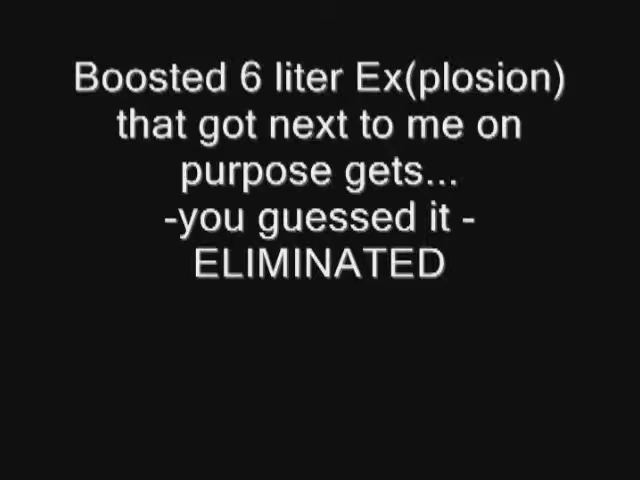 Boosted 6 liter Ex(plosion)
that got next to me on
purpose gets...
-you guessed it -
ELIMINATED